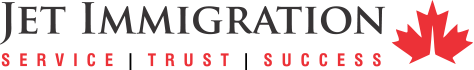 JET IMMIGRATION
SERVICE | TRUST | SUCCESS